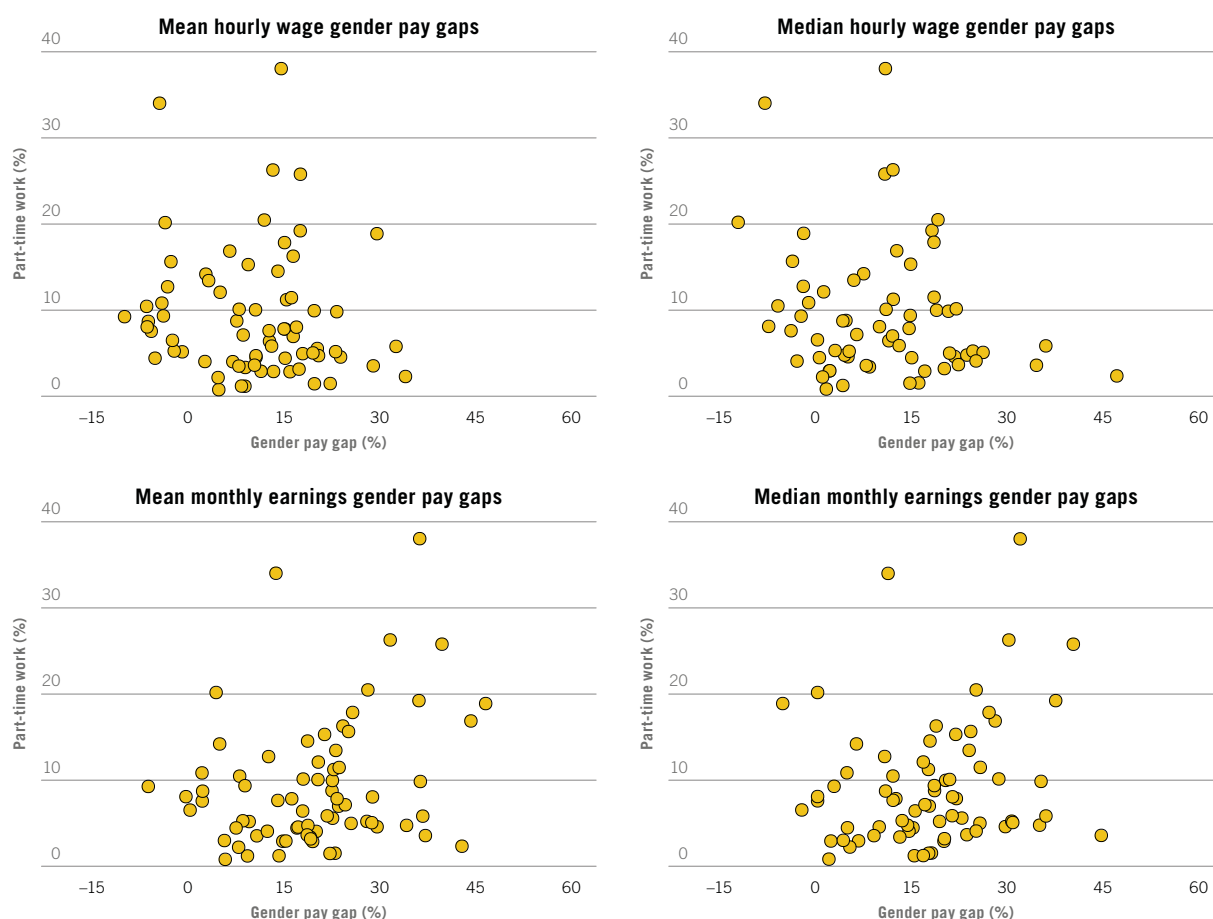 Mean hourly wage gender pay gaps
40
30
20
10
0
Part-time work (%)
−15 0 15 30 45 60
Gender pay gap (%)
Median hourly wage gender pay gaps
40
30
20
10
0
Part-time work (%)
−15 0 15 30 45 60
Gender pay gap (%)
Mean monthly earnings gender pay gaps
40
30
20
10
0
Part-time work (%)
−15 0 15 30 45 60
Gender pay gap (%)
Median monthly earnings gender pay gaps
40
30
20
10
0
Part-time work (%)
−15 0 15 30 45 60
Gender pay gap (%)